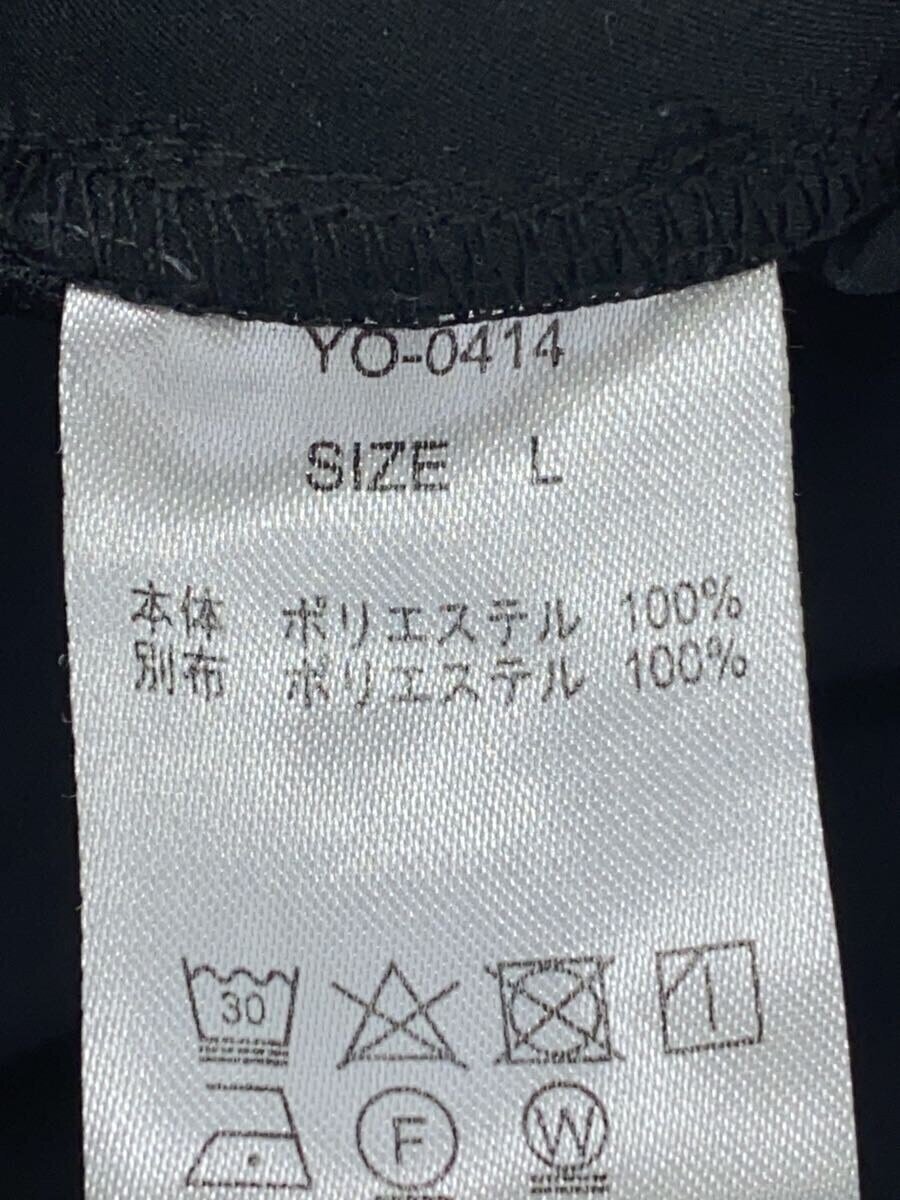 YO-0414
SIZE L
本体 ポリエステル 100%
別布 ポリエステル 100%
30
F W